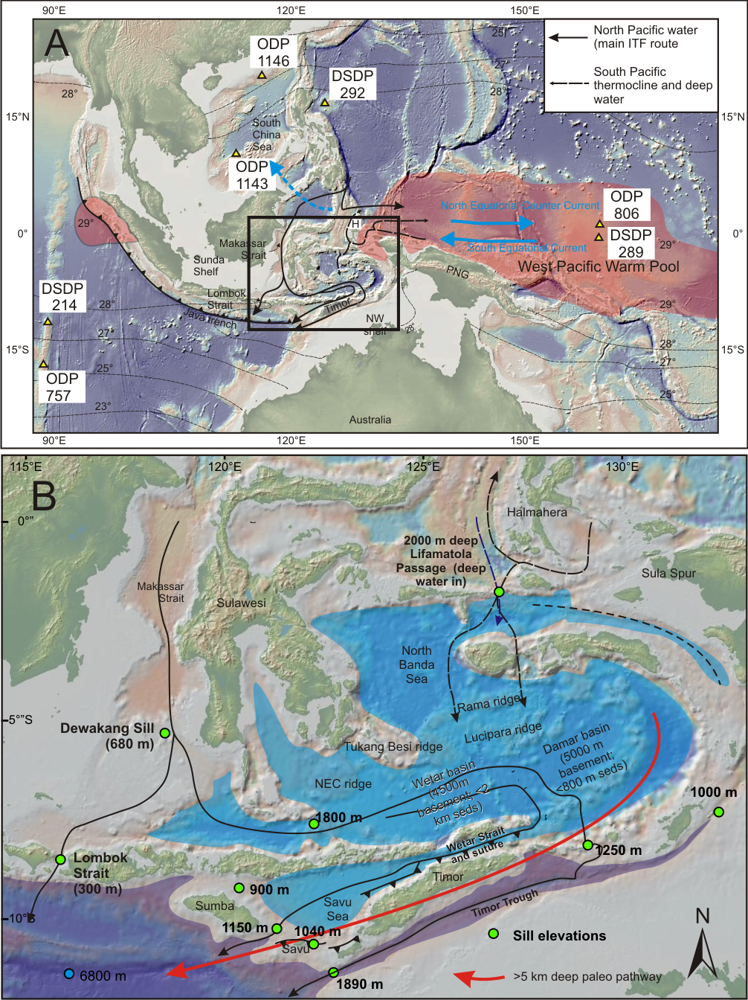 90°E
120°E
150°E
A
North Pacific water
(main ITF route
South Pacific
thermocline and deep
water
ODP
1146
DSDP
292
25°
27°
28°
28°
15°N
15°N
South
China
Sea
ODP
1143
North Equatorial Counter Current
ODP
806
29°
H
0°
0°
DSDP
289
South Equatorial Current
29°
Makassar
Strait
Sunda
Shelf
West Pacific Warm Pool
PNG
DSDP
214
Lombok
Strait
28°
Timor
29°
Java trench
NW
shelf
28°
27°
28°
15°S
15°S
27°
25°
ODP
757
25°
23°
Australia
90°E
120°E
150°E
115°E
120°E
125°E
130°E
B
0°”
Halmahera
2000 m deep
Lifamatola
Passage (deep
water in)
Sula Spur
Makassar
Strait
Sulawesi
North
Banda
Sea
Rama ridge
5°"S
Dewakang Sill
(680 m)
Lucipara ridge
Tukang Besi ridge
Damar basin
(5000 m
basement;
<800 m seds)
NEC ridge
Wetar basin
(4500m
basement; <2
km seds)
1000 m
1800 m
Wetar Strait
and suture
1250 m
Lombok
Strait
(300 m)
900 m
Timor
Sumba
Savu
Sea
Timor Trough
10°"S
1150 m
1040 m
Savu
N
Sill elevations
6800 m
1890 m
>5 km deep paleo pathway